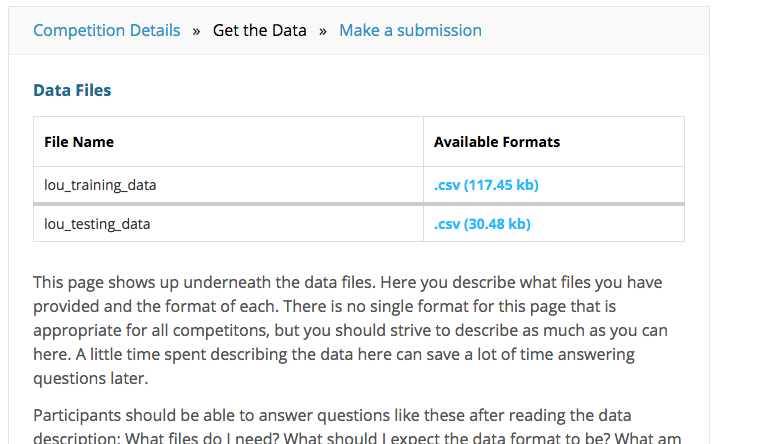 Competition Details » Get the Data » Make a submission
Data Files
File Name Available Formats
lou_training_data .csv (117.45 kb)
lou_testing_data .csv (30.48 kb)
This page shows up underneath the data files. Here you describe what files you have
provided and the format of each. There is no single format for this page that is
appropriate for all competitons, but you should strive to describe as much as you can
here. A little time spent describing the data here can save a lot of time answering
questions later.
Participants should be able to answer questions like these after reading the data
description: What files do I need? What should I expect the data format to be? What am